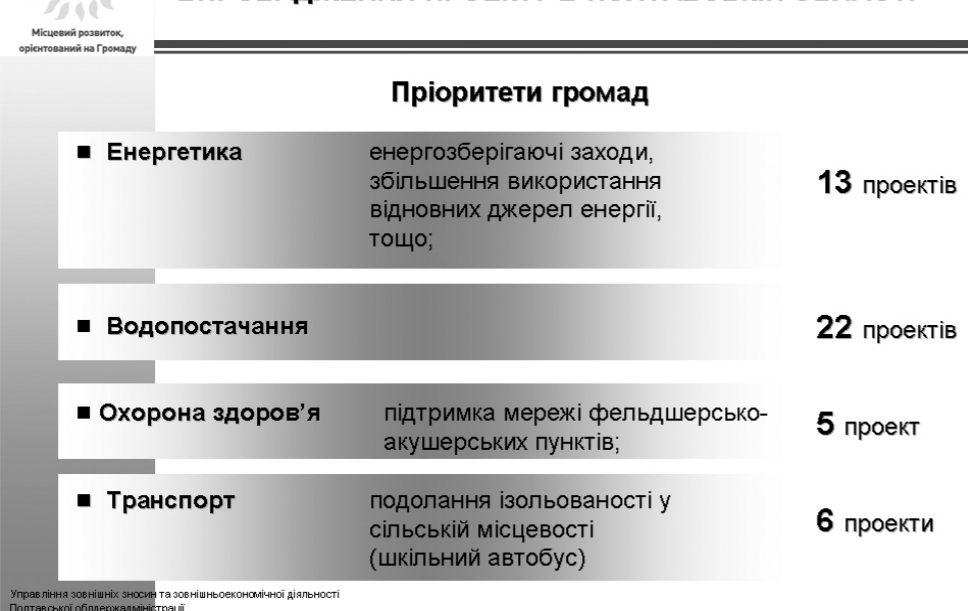 Місцевий розвиток,
орієнтований на Громаду
Пріоритети громад
Енергетика
енергозберігаючі заходи,
збільшення використання
відновних джерел енергії,
тощо;
13 проектів
Водопостачання
22 проектів
Охорона здоров’я
підтримка мережі фельдшерсько-
акушерських пунктів;
5 проект
Транспорт
подолання ізольованості у
сільській місцевості
(шкільний автобус)
6 проекти
Управління зовнішніх зносин та зовнішньоекономічної діяльності
Полтавської облдержадміністрації